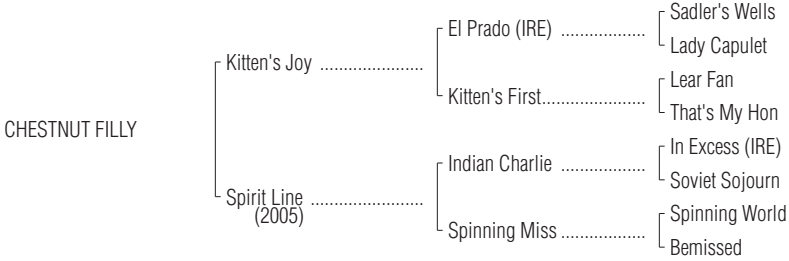 Sadler's Wells
El Prado (IRE) ...................
Lady Capulet
Kitten's Joy ......................
Lear Fan
Kitten's First......................
That's My Hon
CHESTNUT FILLY
In Excess (IRE)
Indian Charlie ..................
Soviet Sojourn
Spirit Line ........................
(2005)
Spinning World
Spinning Miss ..................
Bemissed